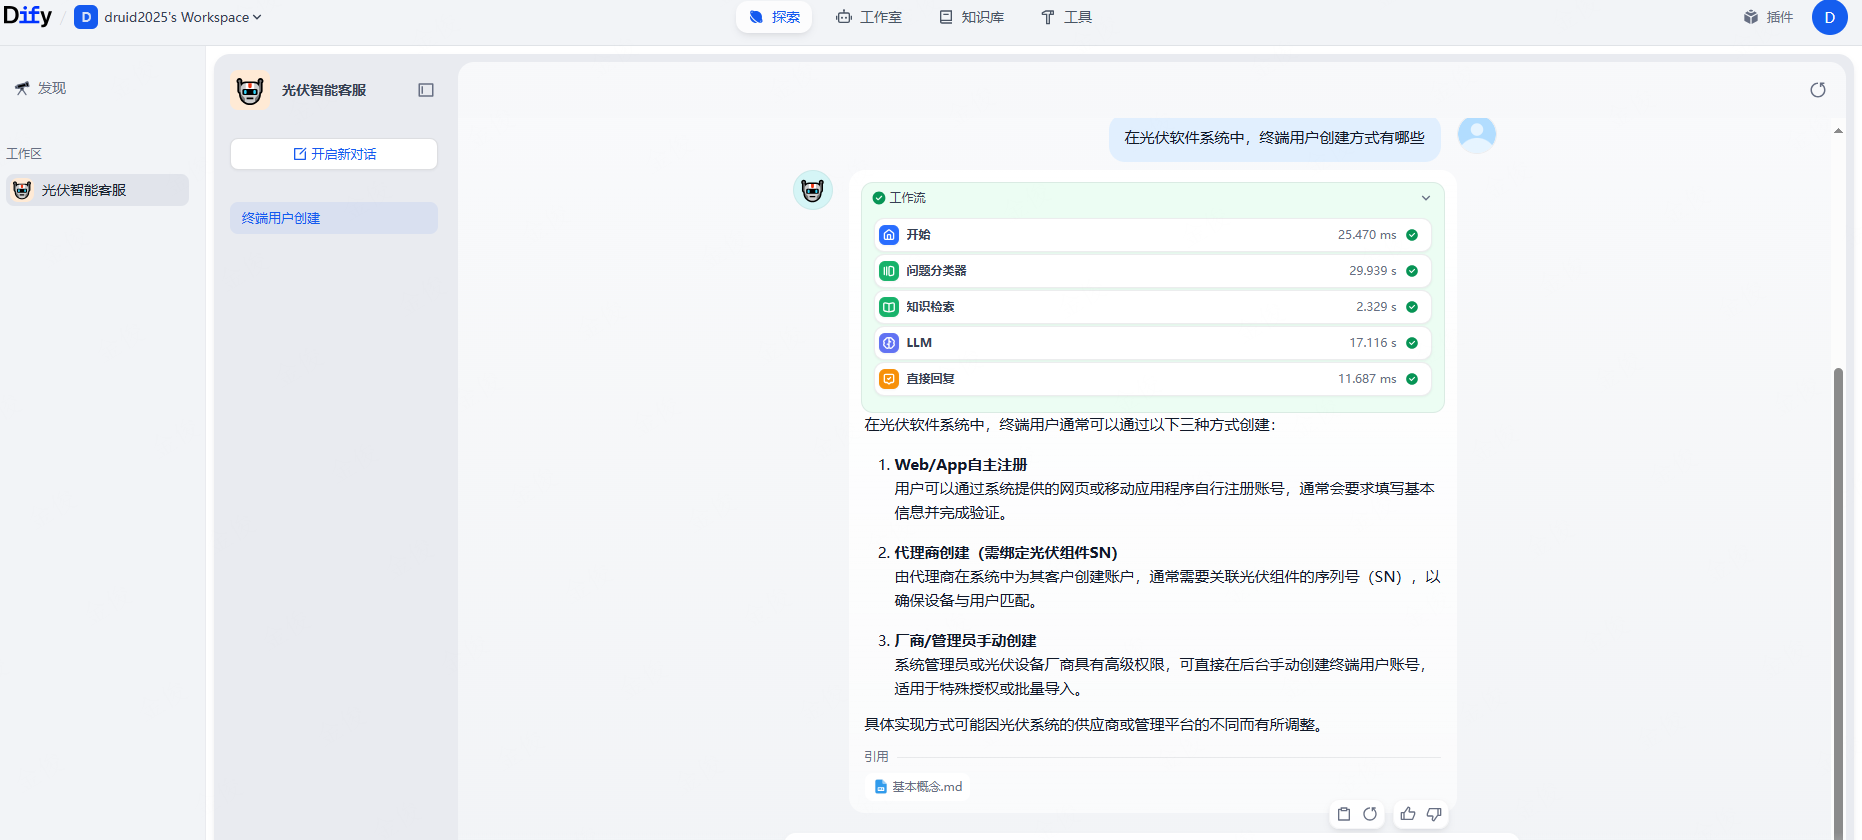 Dify / D druid2025's Workspace
探索
工作室
知识库
工具
插件
D
发现
工作区
光伏智能客服
光伏智能客服
开启新对话
终端用户创建
在光伏软件系统中，终端用户创建方式有哪些
工作流
开始 25.470 ms
问题分类器 29.939 s
知识检索 2.329 s
LLM 17.116 s
直接回复 11.687 ms
在光伏软件系统中，终端用户通常可以通过以下三种方式创建：
1. Web/App自主注册
用户可以通过系统提供的网页或移动应用程序自行注册账号，通常会要求填写基本
信息并完成验证。
2. 代理商创建（需绑定光伏组件SN）
由代理商在系统中为其客户创建账户，通常需要关联光伏组件的序列号（SN），以
确保设备与用户匹配。
3. 厂商/管理员手动创建
系统管理员或光伏设备厂商具有高级权限，可直接在后台手动创建终端用户账号，
适用于特殊授权或批量导入。
具体实现方式可能因光伏系统的供应商或管理平台的不同而有所调整。
引用
基本概念.md